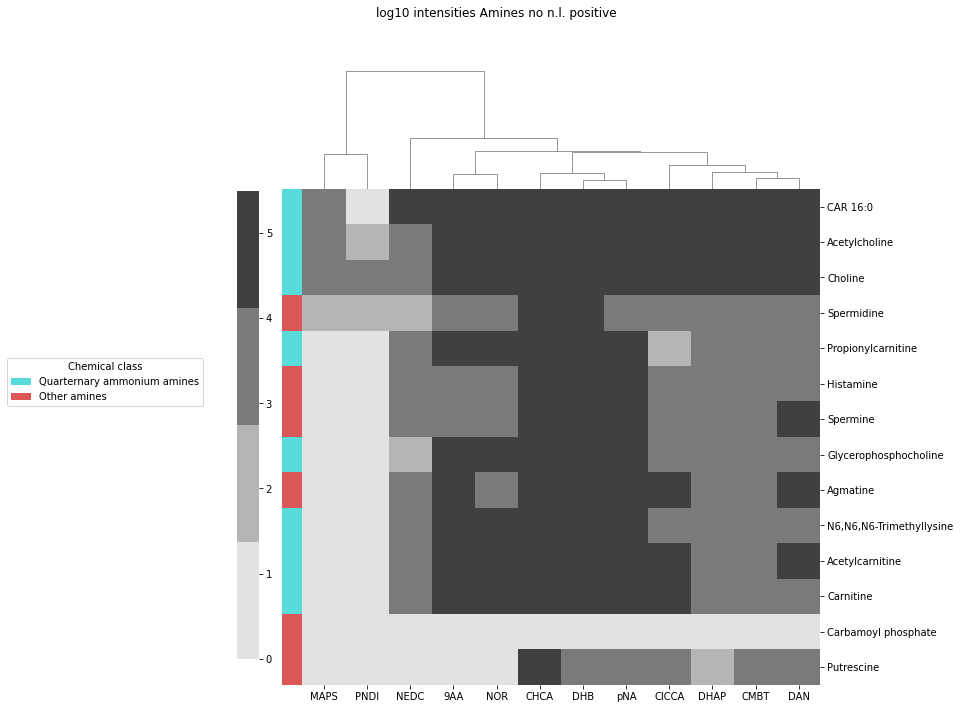 log10 intensities Amines no n.l. positive
5
4
3
2
1
0
Chemical class
Quarternary ammonium amines
Other amines
CAR 16:0
Acetylcholine
Choline
Spermidine
Propionylcarnitine
Histamine
Spermine
Glycerophosphocholine
Agmatine
N6,N6,N6-Trimethyllysine
Acetylcarnitine
Carnitine
Carbamoyl phosphate
Putrescine
MAPS PNDI NEDC 9AA NOR CHCA DHB pNA ClCCA DHAP CMBT DAN